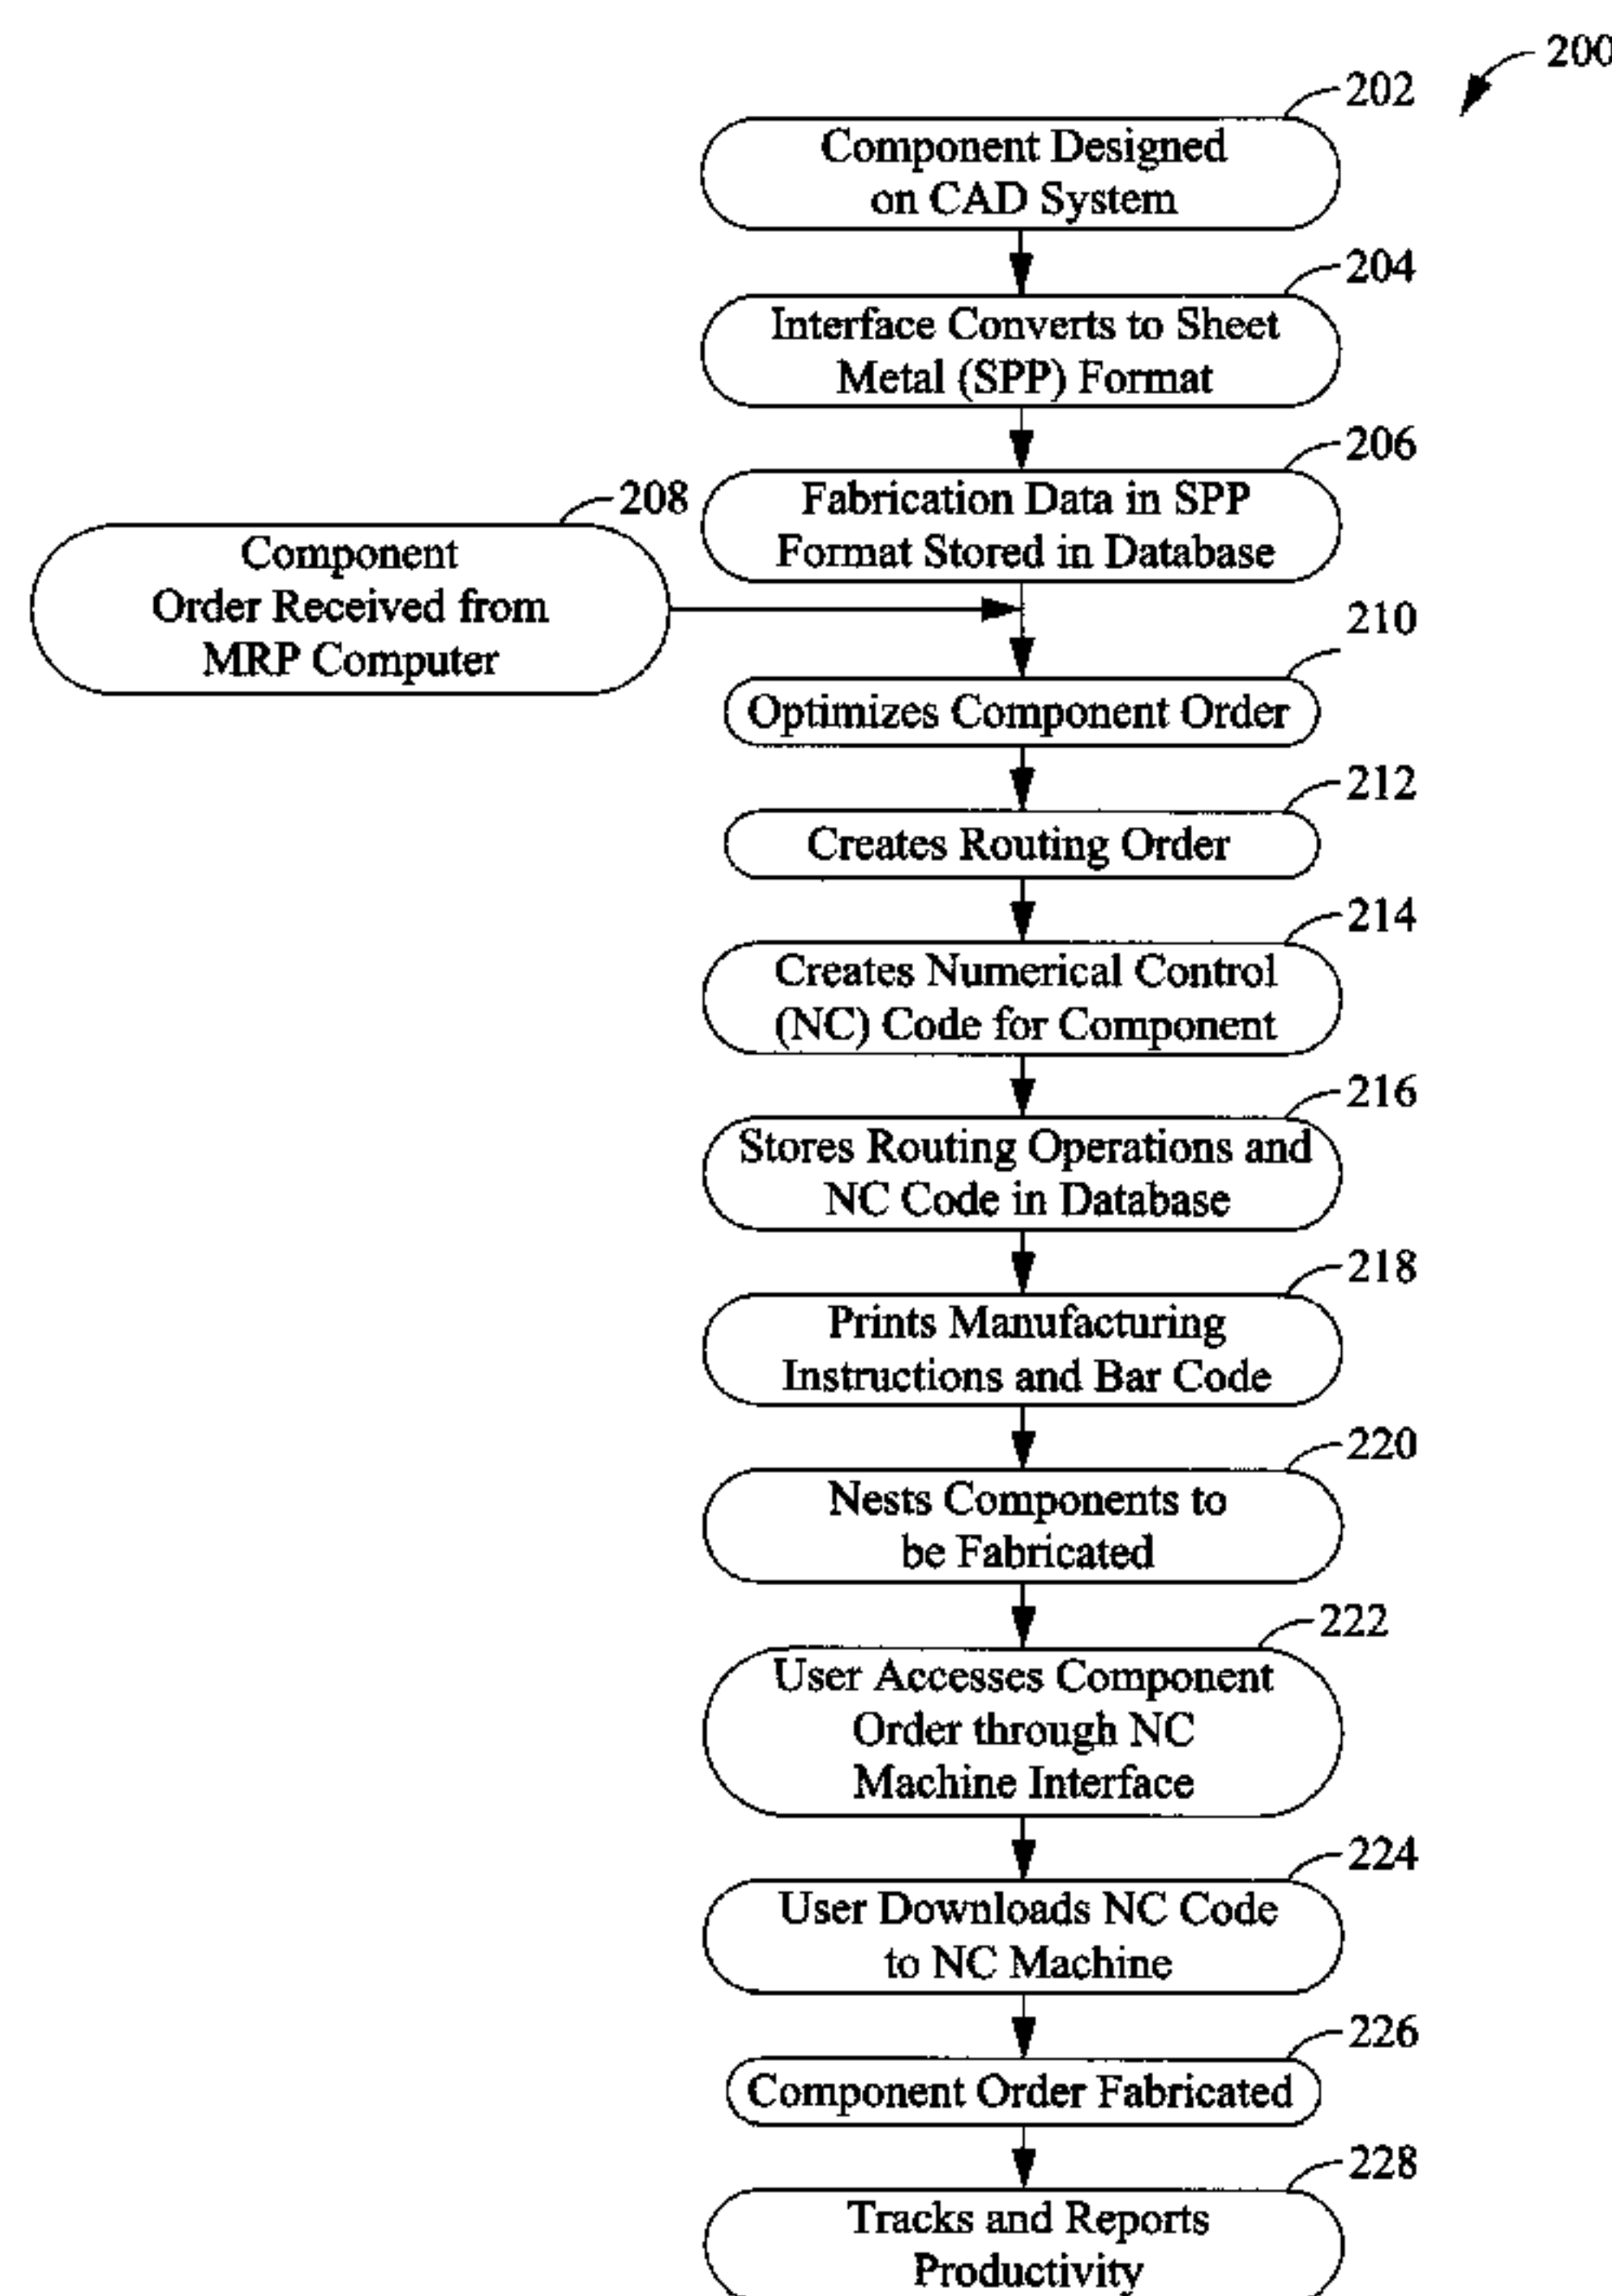 200
202
Component Designed
on CAD System
204
Interface Converts to Sheet
Metal (SPP) Format
206
Fabrication Data in SPP
Format Stored in Database
208
Component
Order Received from
MRP Computer
210
Optimizes Component Order
212
Creates Routing Order
214
Creates Numerical Control
(NC) Code for Component
216
Stores Routing Operations and
NC Code in Database
218
Prints Manufacturing
Instructions and Bar Code
220
Nests Components to
be Fabricated
222
User Accesses Component
Order through NC
Machine Interface
224
User Downloads NC Code
to NC Machine
226
Component Order Fabricated
228
Tracks and Reports
Productivity